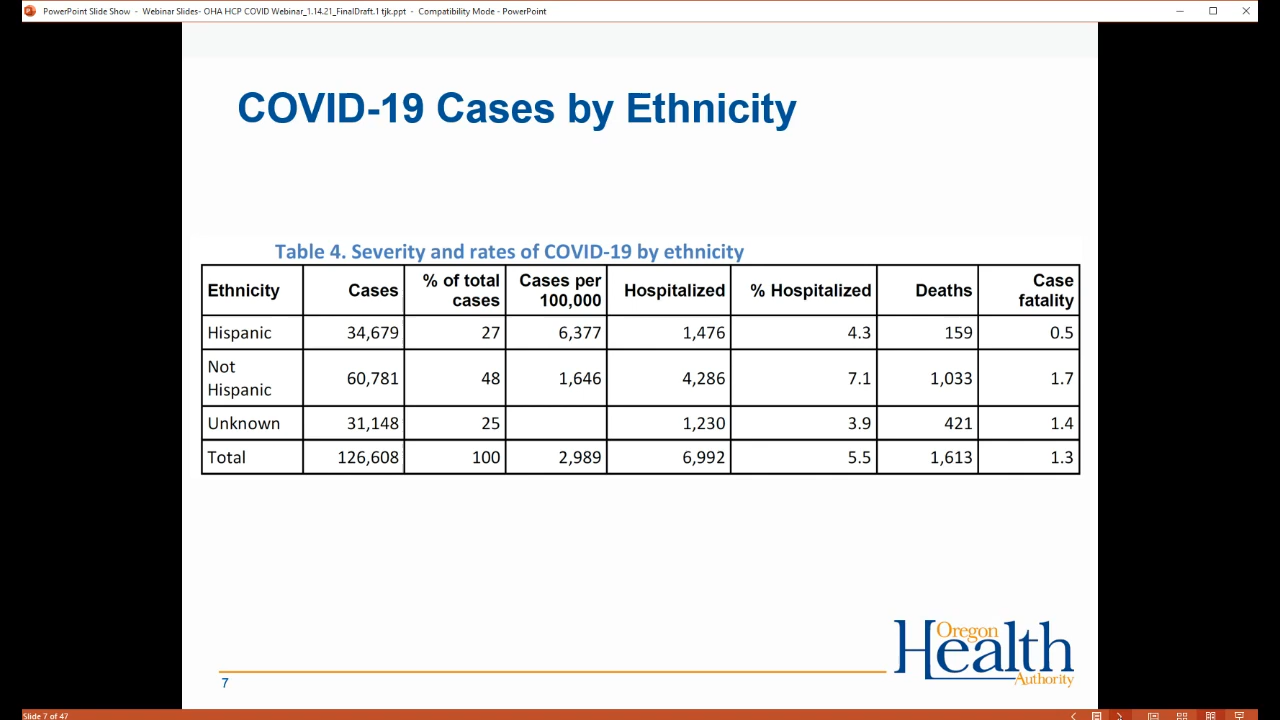 PowerPoint Slide Show - Webinar Slides- OHA HCP COVID Webinar_1.14.21_FinalDraft.1 tjk.ppt - Compatibility Mode - PowerPoint
COVID-19 Cases by Ethnicity
Table 4. Severity and rates of COVID-19 by ethnicity
Ethnicity Cases % of total cases Cases per 100,000 Hospitalized % Hospitalized Deaths Case fatality
Hispanic 34,679 27 6,377 1,476 4.3 159 0.5
Not Hispanic 60,781 48 1,646 4,286 7.1 1,033 1.7
Unknown 31,148 25 1,230 3.9 421 1.4
Total 126,608 100 2,989 6,992 5.5 1,613 1.3
Oregon
Health
Authority
7
Slide 7 of 47